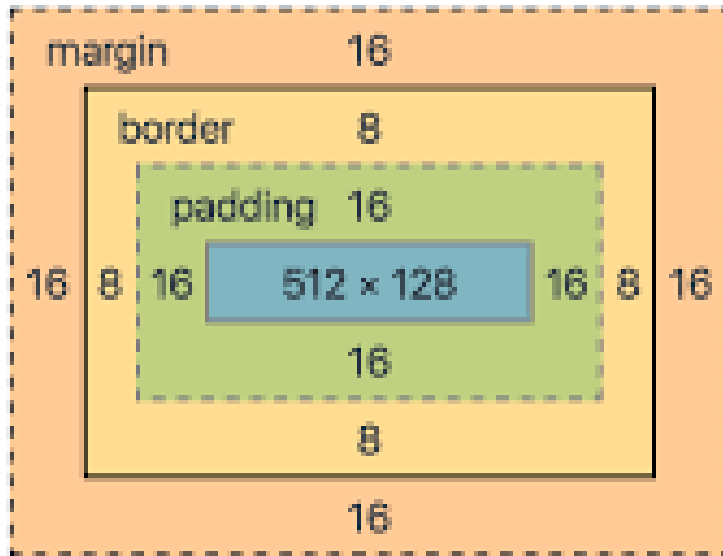 margin 16
border 8
padding 16
16 8 16 512 × 128 16 8 16
16
8
16